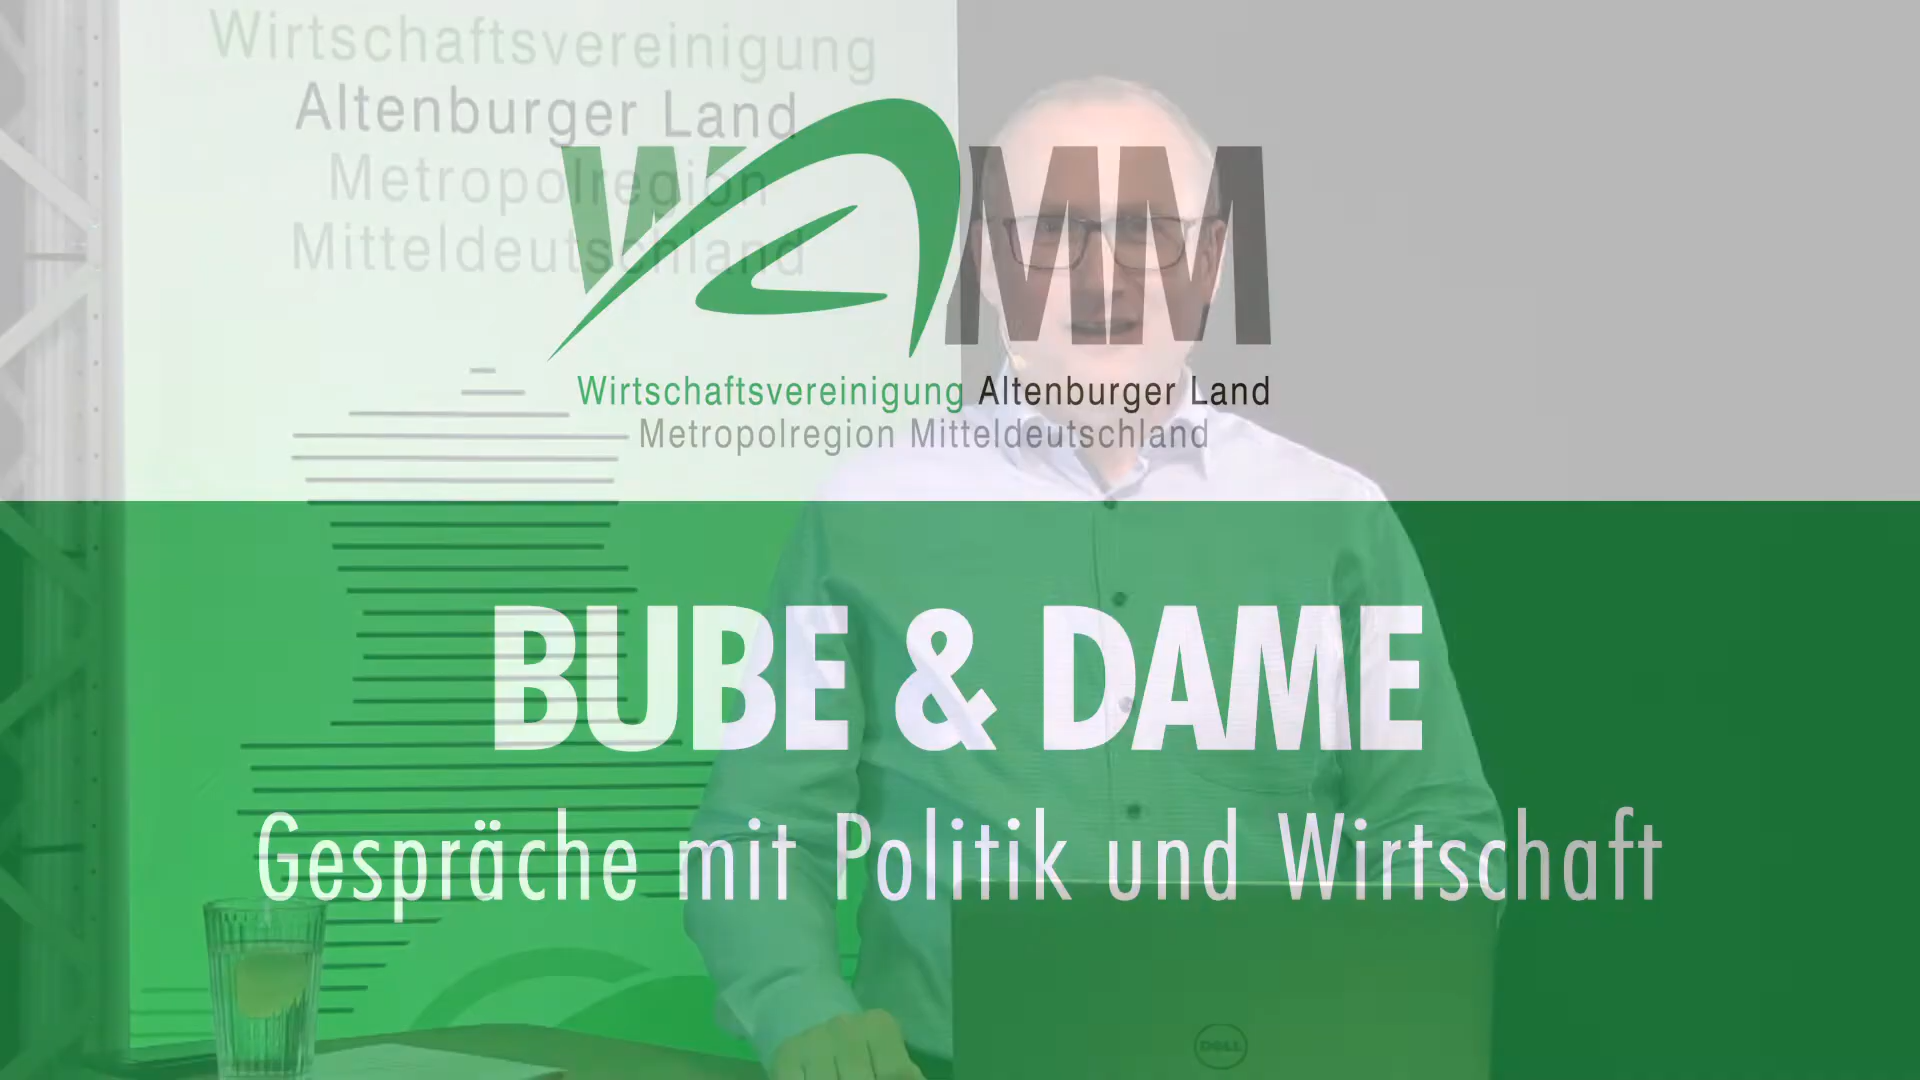 Wirtschaftsvereinigung
Altenburger Land
Metropolregion
Mitteldeutschland
WAMM
Wirtschaftsvereinigung Altenburger Land
Metropolregion Mitteldeutschland
BUBE & DAME
Gespräche mit Politik und Wirtschaft
DELL